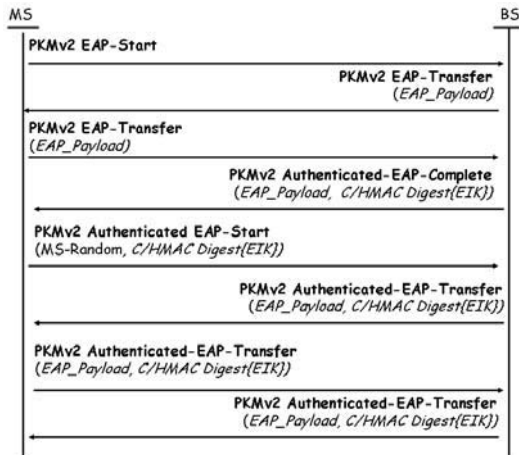 MS BS
PKMv2 EAP-Start
PKMv2 EAP-Transfer
(EAP_Payload)
PKMv2 EAP-Transfer
(EAP_Payload)
PKMv2 Authenticated-EAP-Complete
(EAP_Payload, C/HMAC Digest{EIK})
PKMv2 Authenticated EAP-Start
(MS-Random, C/HMAC Digest{EIK})
PKMv2 Authenticated-EAP-Transfer
(EAP_Payload, C/HMAC Digest{EIK})
PKMv2 Authenticated-EAP-Transfer
(EAP_Payload, C/HMAC Digest{EIK})
PKMv2 Authenticated-EAP-Transfer
(EAP_Payload, C/HMAC Digest{EIK})